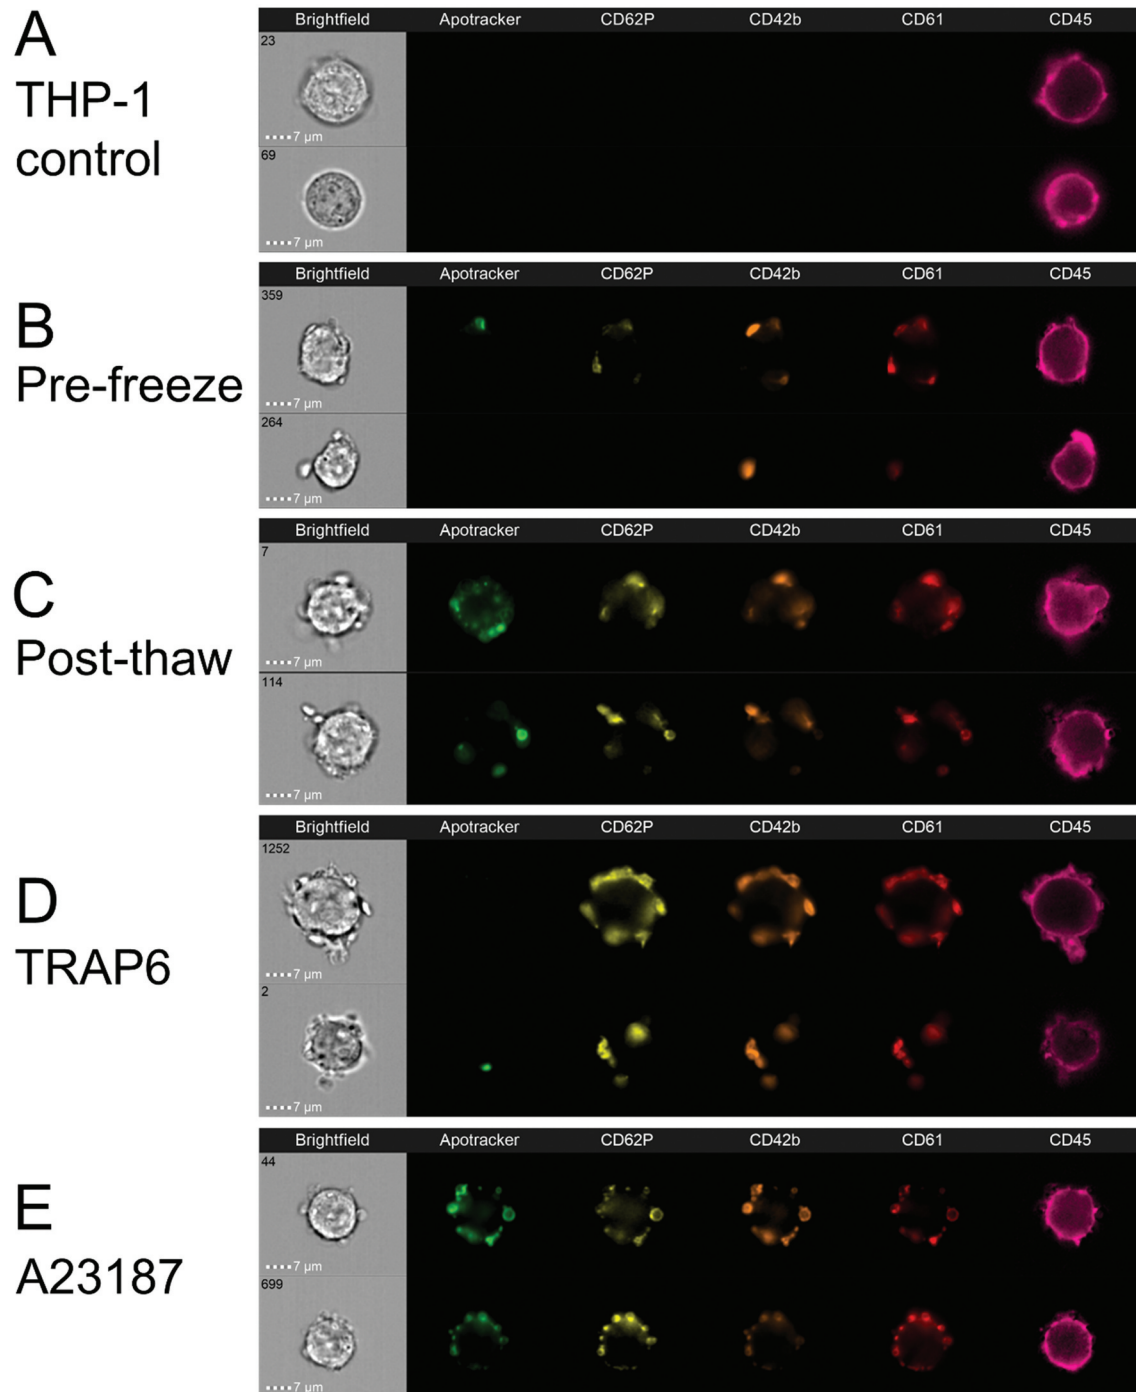 A
THP-1
control
Brightfield Apotracker CD62P CD42b CD61 CD45
23
7 µm
69
7 µm
B
Pre-freeze
Brightfield Apotracker CD62P CD42b CD61 CD45
359
7 µm
264
7 µm
C
Post-thaw
Brightfield Apotracker CD62P CD42b CD61 CD45
7
7 µm
114
7 µm
D
TRAP6
Brightfield Apotracker CD62P CD42b CD61 CD45
1252
7 µm
2
7 µm
E
A23187
Brightfield Apotracker CD62P CD42b CD61 CD45
44
7 µm
699
7 µm